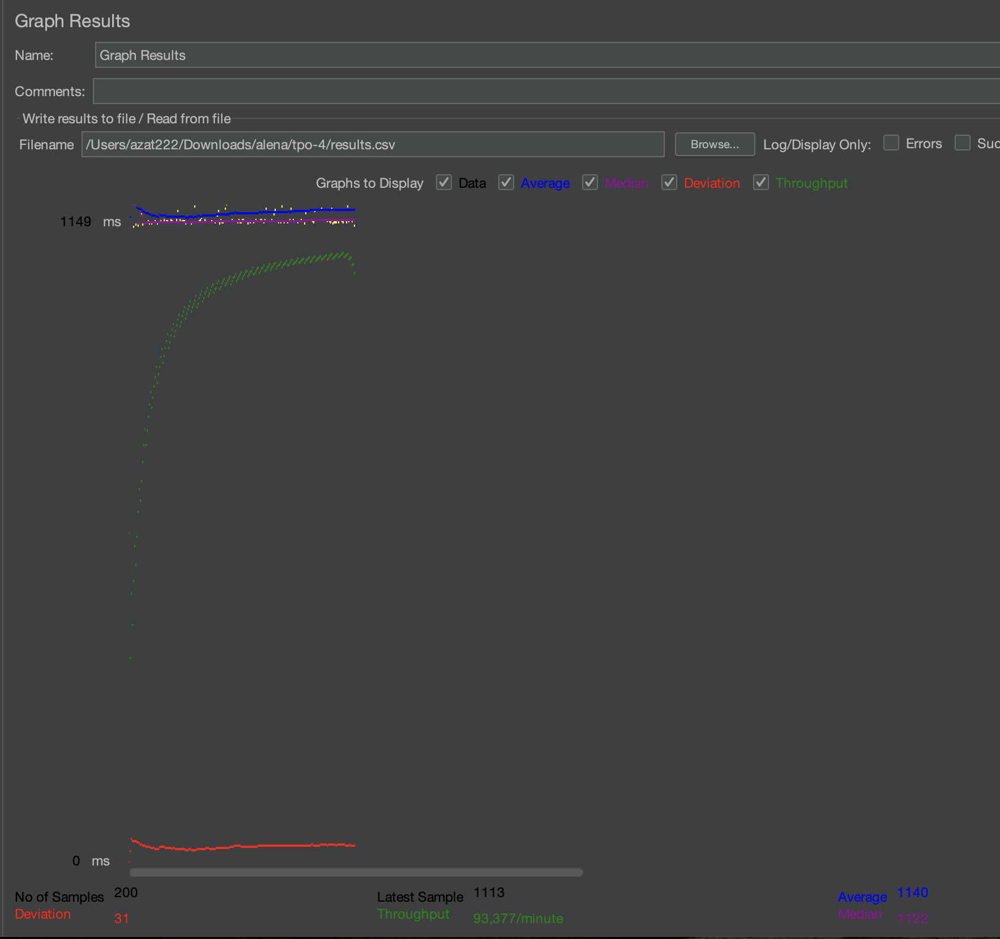 Graph Results
Name: Graph Results
Comments:
Write results to file / Read from file
Filename /Users/azat222/Downloads/alena/tpo-4/results.csv Browse... Log/Display Only: Errors Suc
Graphs to Display Data Average Median Deviation Throughput
1149 ms
0 ms
No of Samples 200 Latest Sample 1113 Average 1140
Deviation 31 Throughput 93,377/minute Median 1122